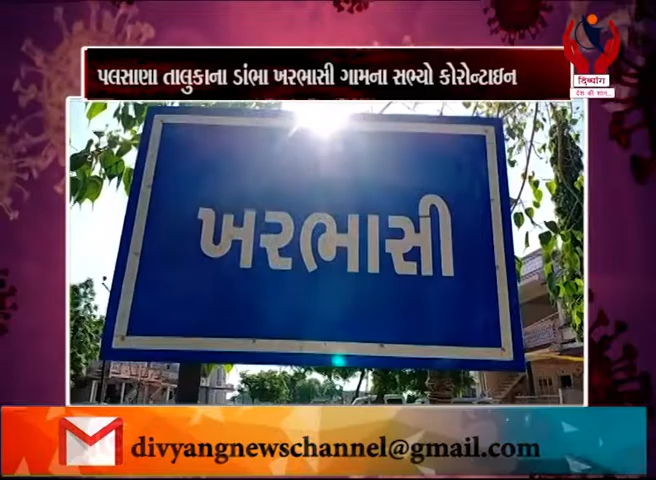 પલસાણા તાલુકાના ડાંભા ખરભાસી ગામના સભ્યો કોરોન્ટાઇન
दिव्यांग
देश की शान...
ખરભાસી
divyangnewschannel@gmail.com